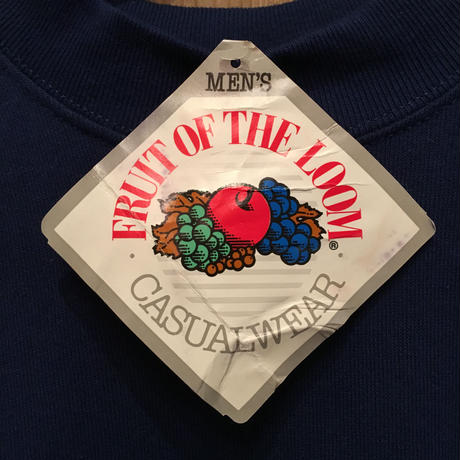 MEN'S
FRUIT OF THE LOOM
®
· CASUALWEAR ·